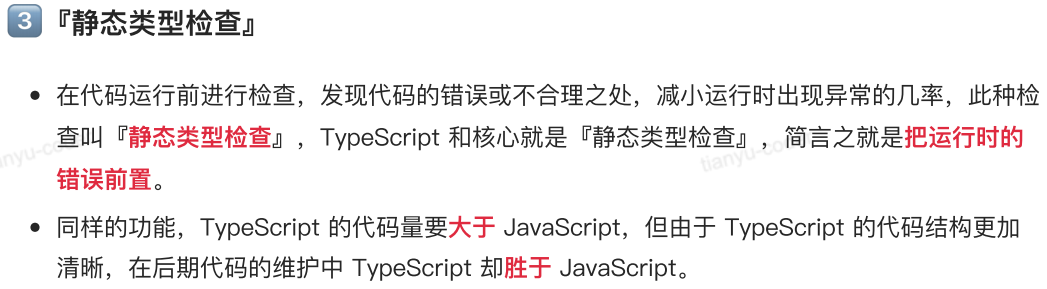 3 『静态类型检查』
• 在代码运行前进行检查，发现代码的错误或不合理之处，减小运行时出现异常的几率，此种检
查叫『静态类型检查』，TypeScript 和核心就是『静态类型检查』，简言之就是把运行时的
错误前置。
• 同样的功能，TypeScript 的代码量要大于 JavaScript，但由于 TypeScript 的代码结构更加
清晰，在后期代码的维护中 TypeScript 却胜于 JavaScript。